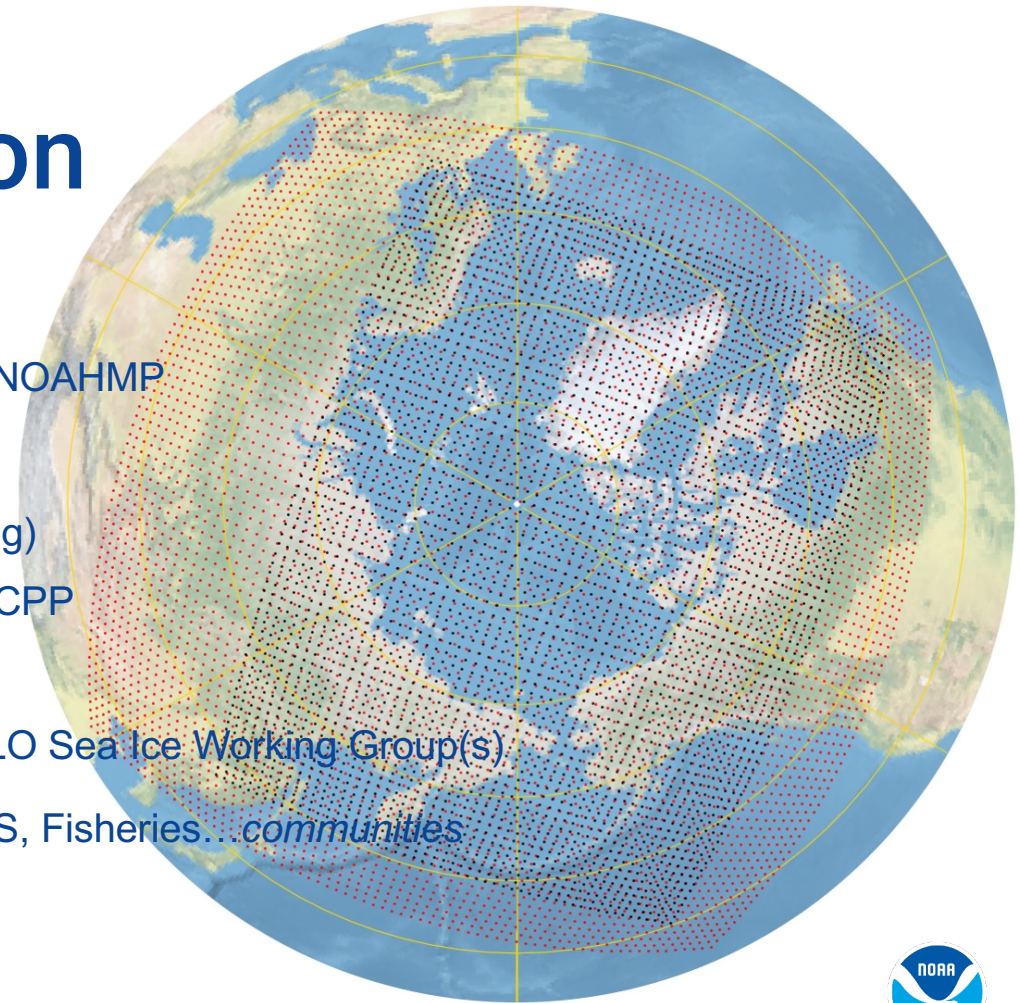 on
NOAHMP
g)
CPP
LO Sea Ice Working Group(s)
S, Fisheries...communities
NOAA